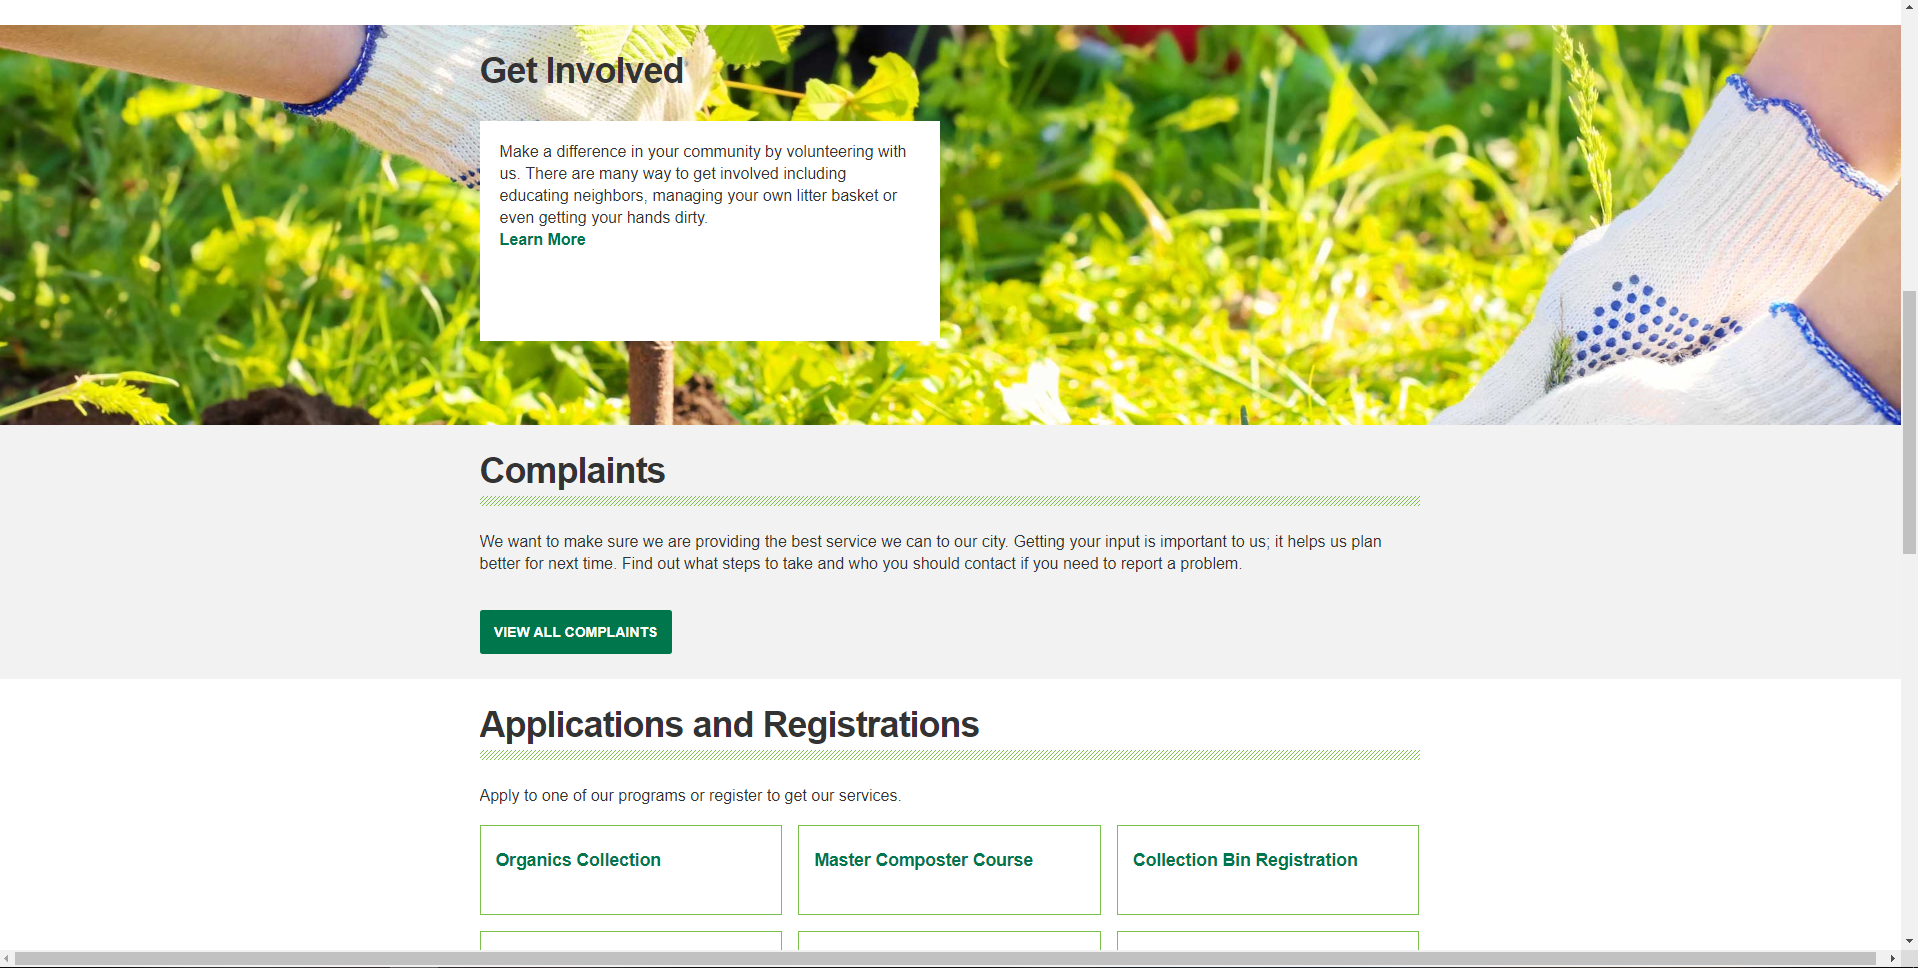 Get Involved
Make a difference in your community by volunteering with
us. There are many way to get involved including
educating neighbors, managing your own litter basket or
even getting your hands dirty.
Learn More
Complaints
We want to make sure we are providing the best service we can to our city. Getting your input is important to us; it helps us plan
better for next time. Find out what steps to take and who you should contact if you need to report a problem.
VIEW ALL COMPLAINTS
Applications and Registrations
Apply to one of our programs or register to get our services.
Organics Collection
Master Composter Course
Collection Bin Registration